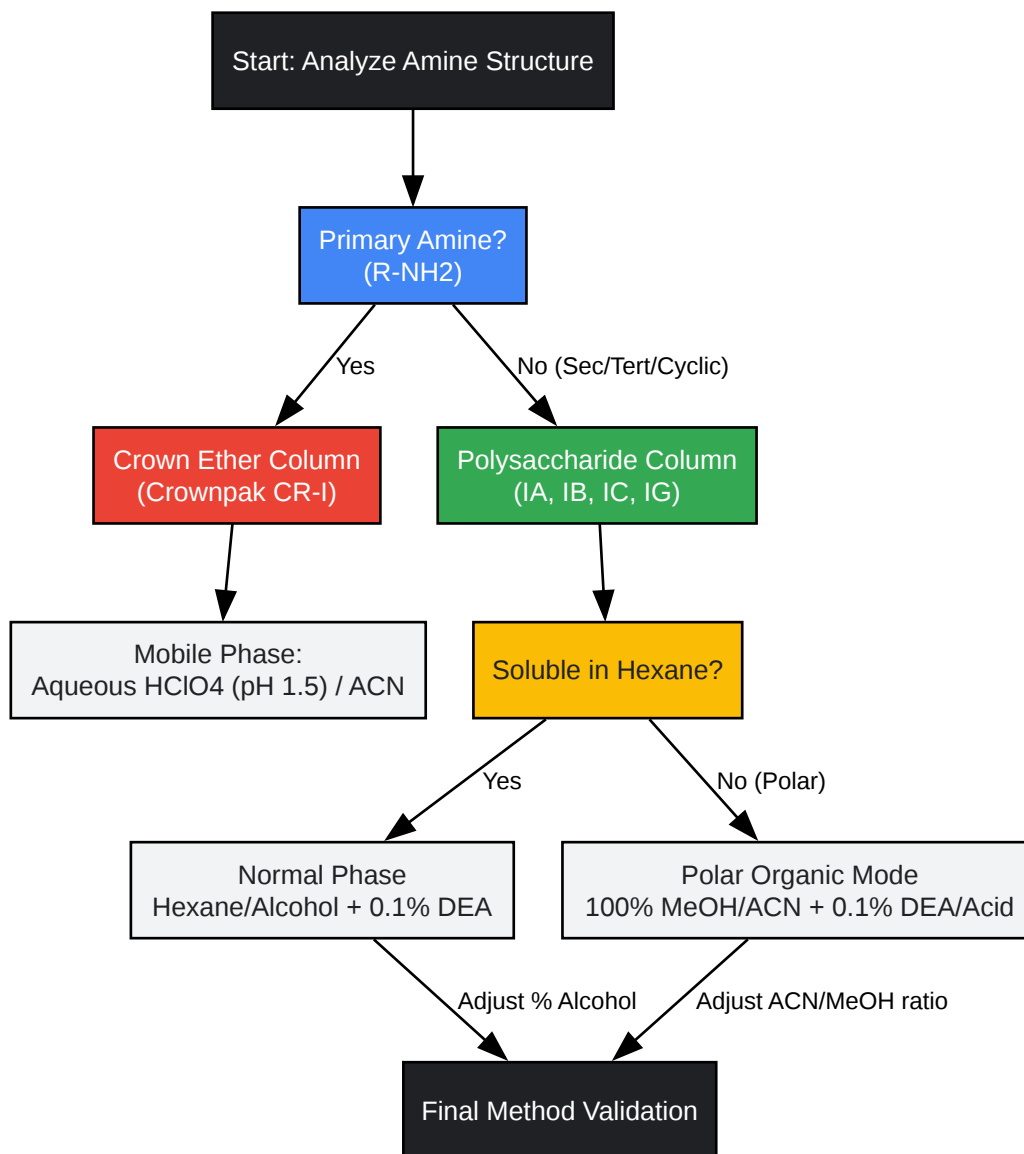 Start: Analyze Amine Structure
Primary Amine?
(R-NH2)
Yes
No (Sec/Tert/Cyclic)
Crown Ether Column
(Crownpak CR-I)
Polysaccharide Column
(IA, IB, IC, IG)
Mobile Phase:
Aqueous HClO4 (pH 1.5) / ACN
Soluble in Hexane?
Yes
No (Polar)
Normal Phase
Hexane/Alcohol + 0.1% DEA
Polar Organic Mode
100% MeOH/ACN + 0.1% DEA/Acid
Adjust % Alcohol
Adjust ACN/MeOH ratio
Final Method Validation